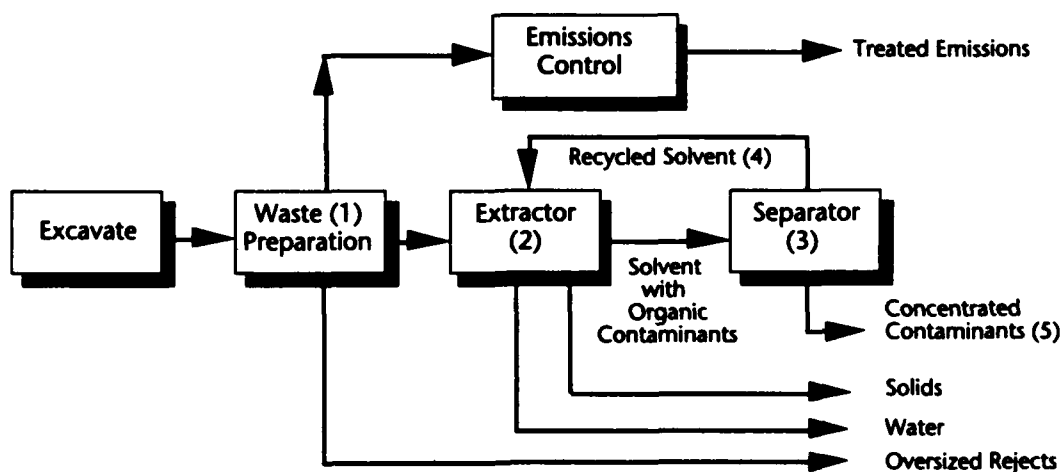 Emissions
Control
Treated Emissions
Recycled Solvent (4)
Excavate
Waste (1)
Preparation
Extractor
(2)
Separator
(3)
Solvent
with
Organic
Contaminants
Concentrated
Contaminants (5)
Solids
Water
Oversized Rejects